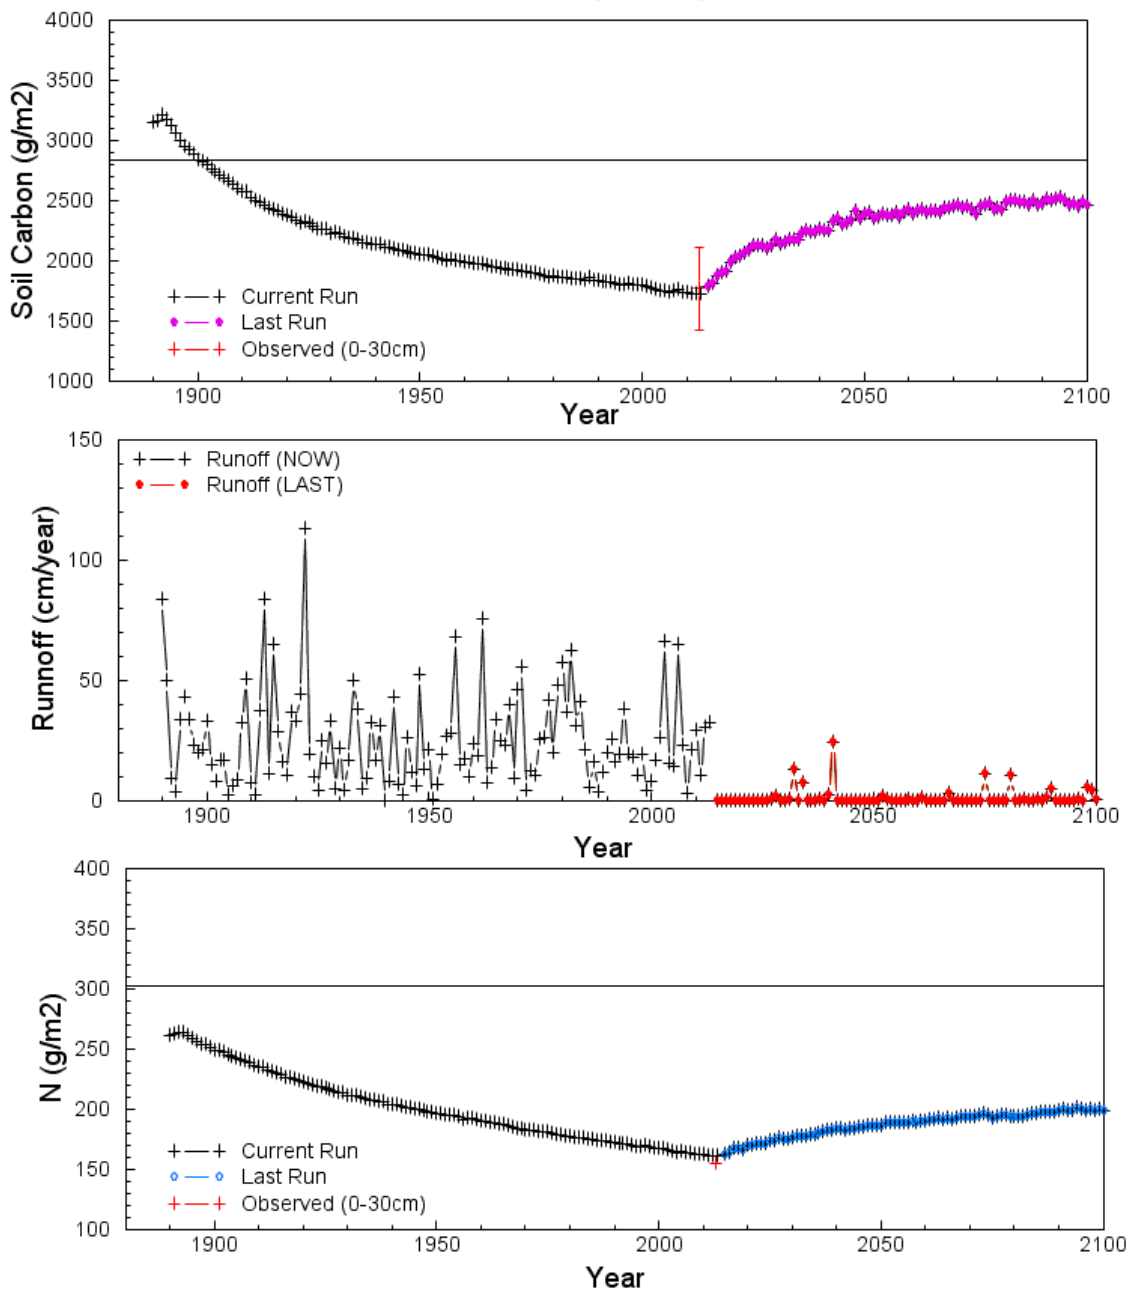 4000
3500
3000
2500
2000
1500
1000
Soil Carbon (g/m2)
Current Run
Last Run
Observed (0-30cm)
1900 1950 2000 2050 2100
Year
150
100
50
0
Runnoff (cm/year)
Runoff (NOW)
Runoff (LAST)
1900 1950 2000 2050 2100
Year
400
350
300
250
200
150
100
N (g/m2)
Current Run
Last Run
Observed (0-30cm)
1900 1950 2000 2050 2100
Year